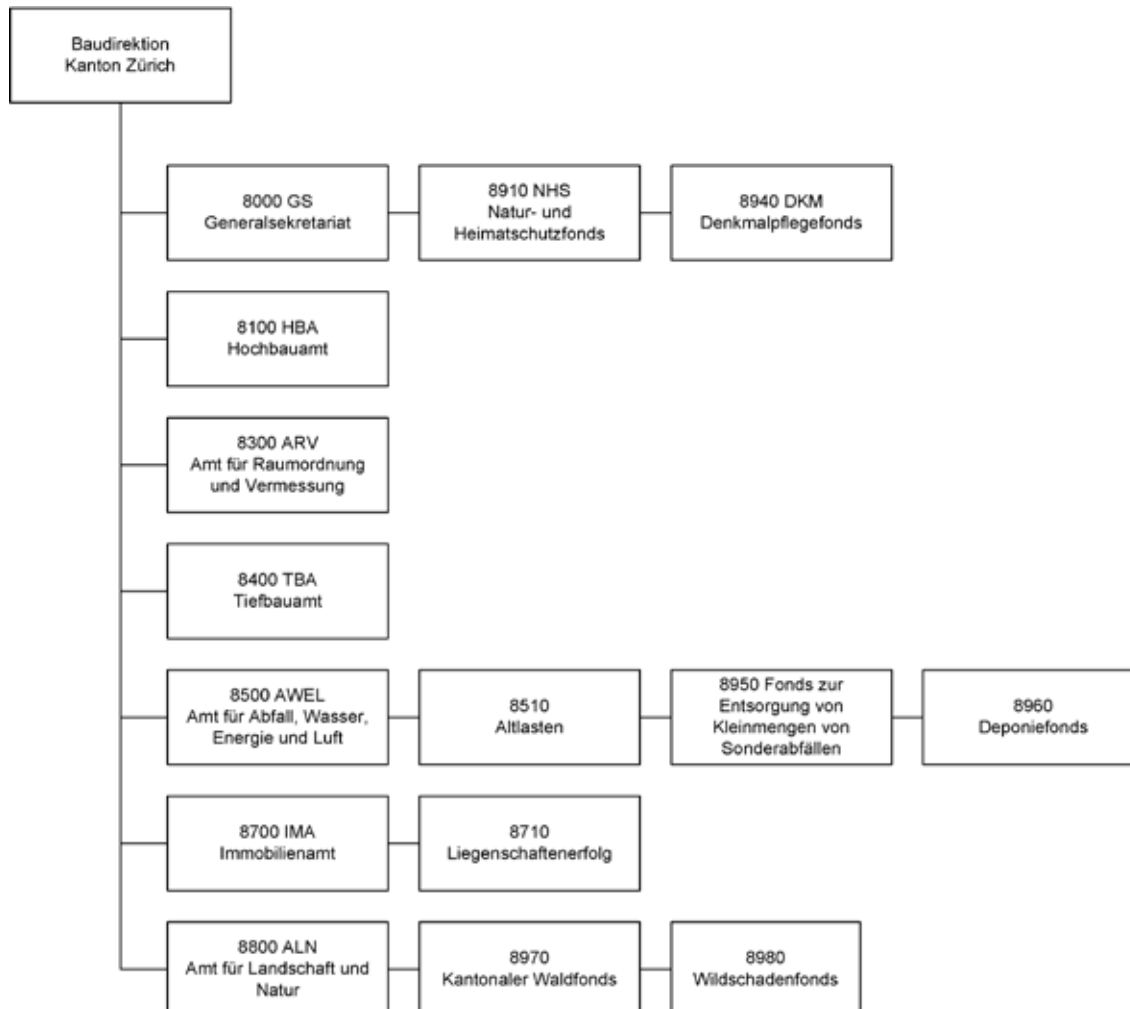 Baudirektion
Kanton Zürich
8000 GS
Generalsekretariat
8910 NHS
Natur- und
Heimatschutzfonds
8940 DKM
Denkmalpflegefonds
8100 HBA
Hochbauamt
8300 ARV
Amt für Raumordnung
und Vermessung
8400 TBA
Tiefbauamt
8500 AWEL
Amt für Abfall, Wasser,
Energie und Luft
8510
Altlasten
8950 Fonds zur
Entsorgung von
Kleinmengen von
Sonderabfällen
8960
Deponiefonds
8700 IMA
Immobilienamt
8710
Liegenschaftenerfolg
8800 ALN
Amt für Landschaft und
Natur
8970
Kantonaler Waldfonds
8980
Wildschadenfonds